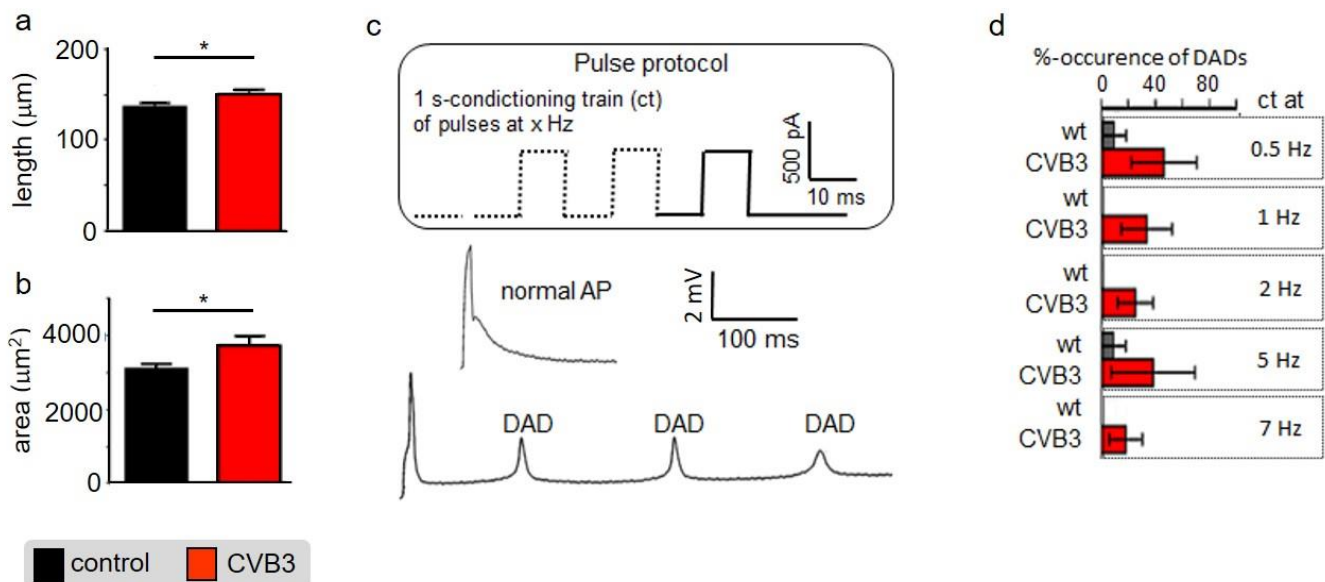 a
200
100
0
length (µm)
*
b
4000
2000
0
area (µm²)
*
control
CVB3
c
Pulse protocol
1 s-condictioning train (ct)
of pulses at x Hz
500 pA
10 ms
normal AP
2 mV
100 ms
DAD
DAD
DAD
d
%-occurence of DADs
0 40 80
ct at
wt
CVB3
0.5 Hz
wt
CVB3
1 Hz
wt
CVB3
2 Hz
wt
CVB3
5 Hz
wt
CVB3
7 Hz